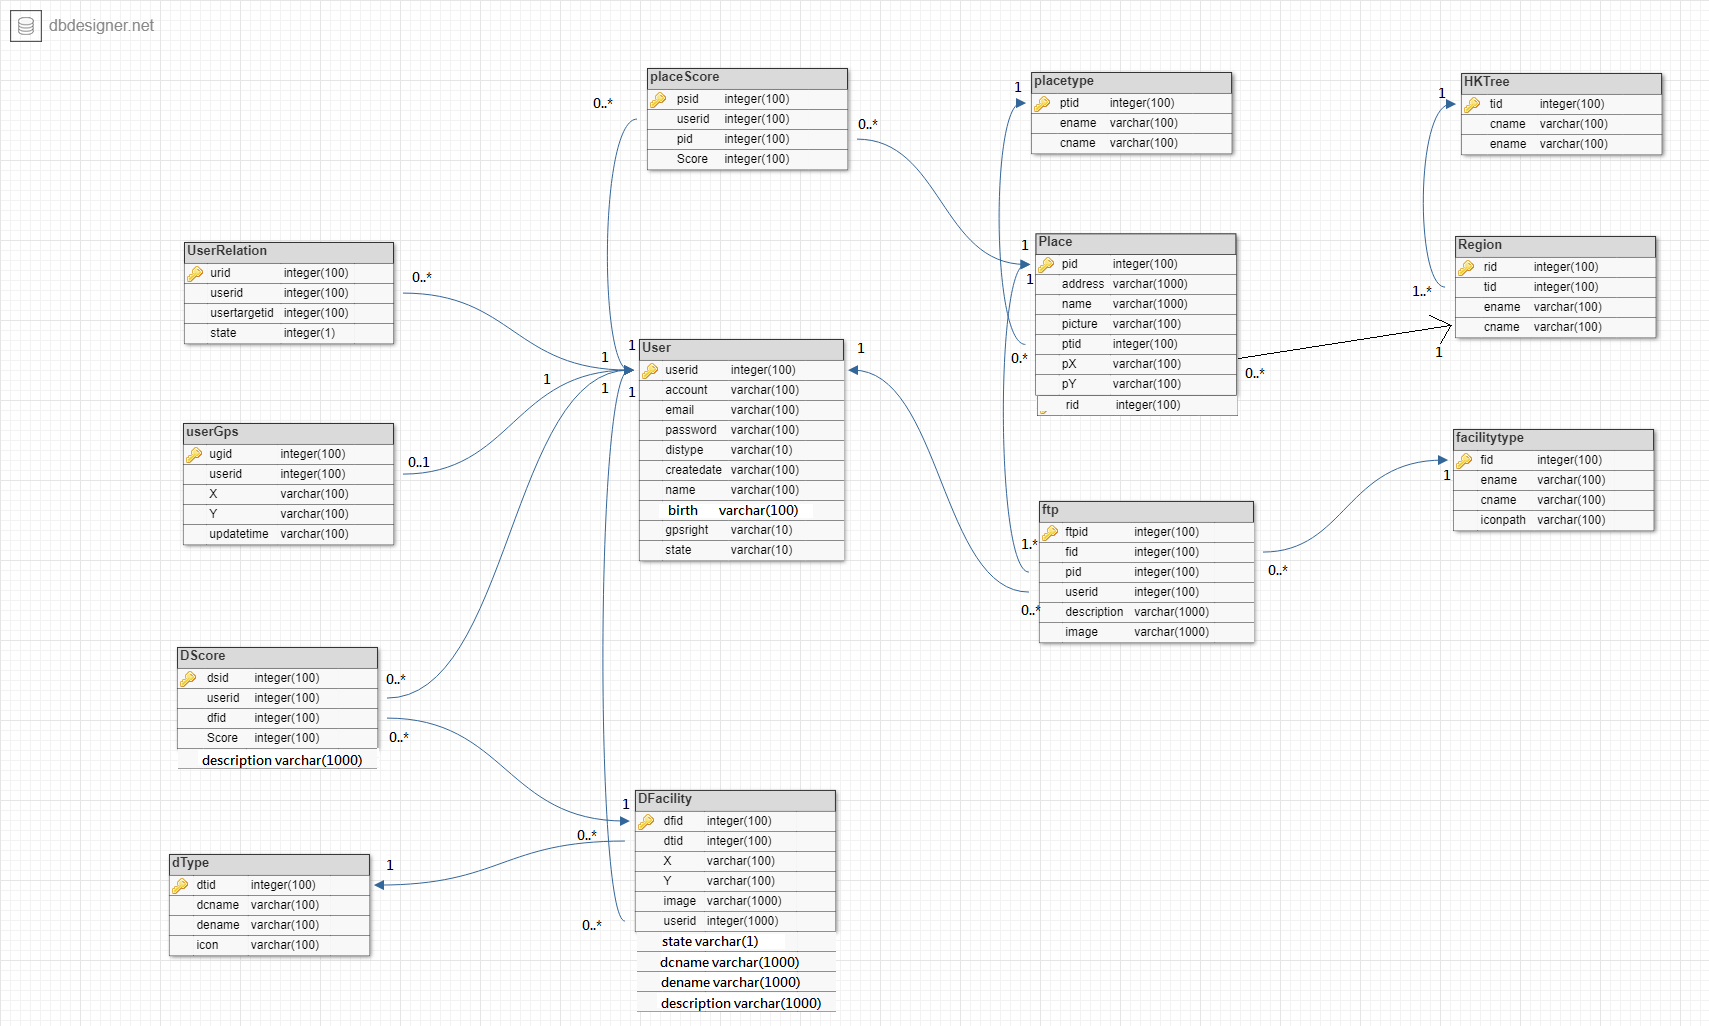 dbdesigner.net
placeScore
psid integer(100)
userid integer(100)
pid integer(100)
Score integer(100)
0..*
0..*
placetype
ptid integer(100)
ename varchar(100)
cname varchar(100)
1
HKTree
tid integer(100)
cname varchar(100)
ename varchar(100)
1
UserRelation
urid integer(100)
userid integer(100)
usertargetid integer(100)
state integer(1)
0..*
Place
pid integer(100)
address varchar(1000)
name varchar(1000)
picture varchar(100)
ptid integer(100)
pX varchar(100)
pY varchar(100)
rid integer(100)
1
1
0..*
0..*
Region
rid integer(100)
tid integer(100)
ename varchar(100)
cname varchar(100)
1..*
1
User
userid integer(100)
account varchar(100)
email varchar(100)
password varchar(100)
distype varchar(10)
createdate varchar(100)
name varchar(100)
birth varchar(100)
gpsright varchar(10)
state varchar(10)
1
1
1
1
1
1
userGps
ugid integer(100)
userid integer(100)
X varchar(100)
Y varchar(100)
updatetime varchar(100)
0..1
facilitytype
fid integer(100)
ename varchar(100)
cname varchar(100)
iconpath varchar(100)
1
ftp
ftpid integer(100)
fid integer(100)
pid integer(100)
userid integer(100)
description varchar(1000)
image varchar(1000)
1.*
0..*
0..*
DScore
dsid integer(100)
userid integer(100)
dfid integer(100)
Score integer(100)
description varchar(1000)
0..*
0..*
DFacility
dfid integer(100)
dtid integer(100)
X varchar(100)
Y varchar(100)
image varchar(1000)
userid integer(1000)
state varchar(1)
dcname varchar(1000)
dename varchar(1000)
description varchar(1000)
1
0..*
0..*
dType
dtid integer(100)
dcname varchar(100)
dename varchar(100)
icon varchar(100)
1